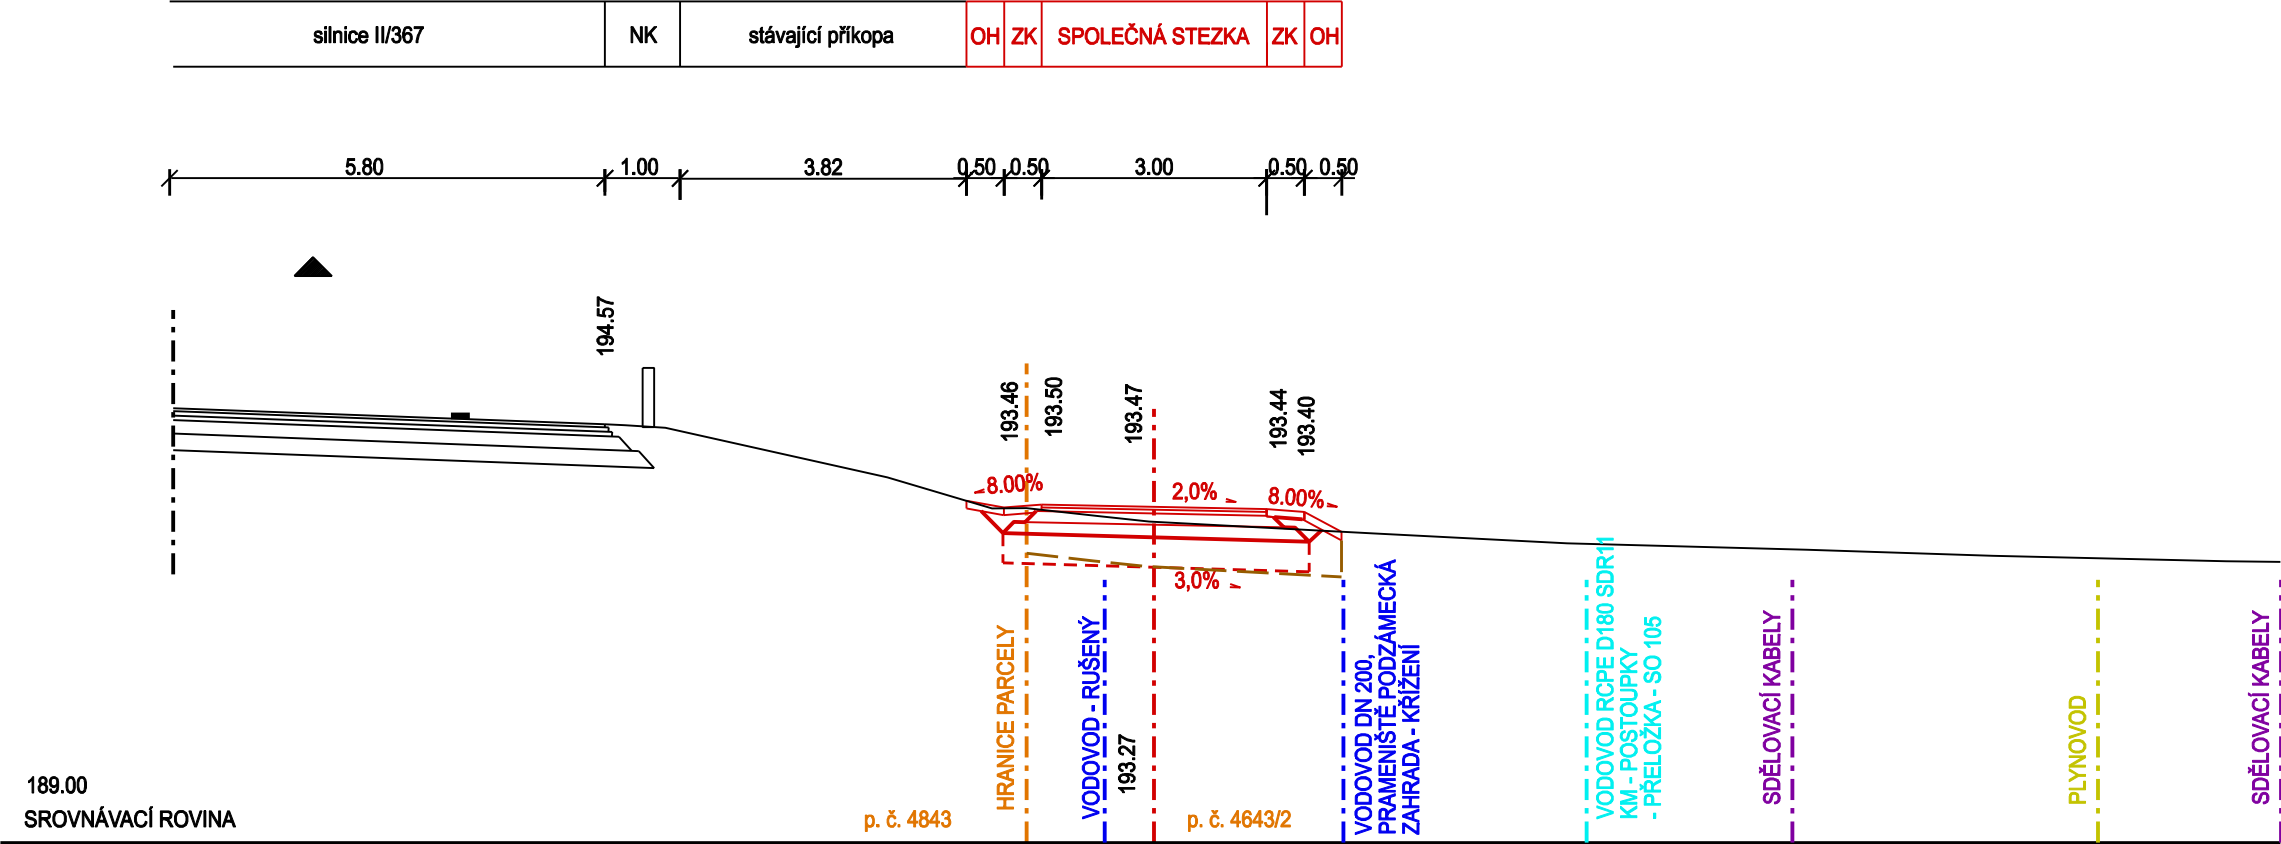 silnice II/367
NK
stávající příkopa
OH
ZK
SPOLEČNÁ STEZKA
ZK
OH
5.80
1.00
3.82
0.50
0.50
3.00
0.50
0.50
194.57
193.46
193.50
193.47
193.44
193.40
8.00%
2,0%
8.00%
3,0%
HRANICE PARCELY
VODOVOD - RUŠENÝ
193.27
VODOVOD DN 200,
PRAMENIŠTĚ PODZÁMECKÁ
ZAHRADA - KŘÍŽENÍ
VODOVOD RCPE D180 SDR11
KM - POSTOUPKY
- PŘELOŽKA - SO 105
SDĚLOVACÍ KABELY
PLYNOVOD
SDĚLOVACÍ KABELY
189.00
SROVNÁVACÍ ROVINA
p. č. 4843
p. č. 4643/2